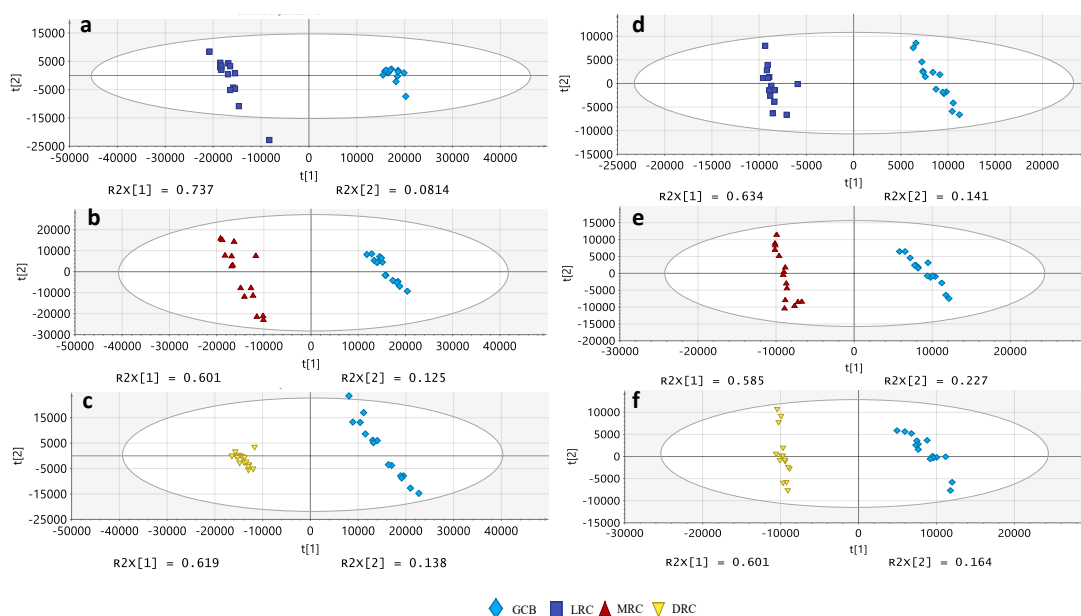 a
t[2]
15000
5000
-5000
-15000
-25000
-50000 -40000 -30000 -20000 -10000 0 10000 20000 30000 40000
t[1]
R2X[1] = 0.737 R2X[2] = 0.0814
d
t[2]
10000
5000
0
-5000
-10000
-15000
-25000 -20000 -15000 -10000 -5000 0 5000 10000 15000 20000
t[1]
R2X[1] = 0.634 R2X[2] = 0.141
b
t[2]
20000
10000
0
-10000
-20000
-30000
-50000 -40000 -30000 -20000 -10000 0 10000 20000 30000 40000
t[1]
R2X[1] = 0.601 R2X[2] = 0.125
e
t[2]
15000
10000
5000
0
-5000
-10000
-15000
-20000
-30000 -20000 -10000 0 10000 20000
t[1]
R2X[1] = 0.585 R2X[2] = 0.227
c
t[2]
15000
5000
-5000
-15000
-25000
-50000 -40000 -30000 -20000 -10000 0 10000 20000 30000 40000
t[1]
R2X[1] = 0.619 R2X[2] = 0.138
f
t[2]
10000
5000
0
-5000
-10000
-15000
-30000 -20000 -10000 0 10000 20000
t[1]
R2X[1] = 0.601 R2X[2] = 0.164
GCB LRC MRC DRC